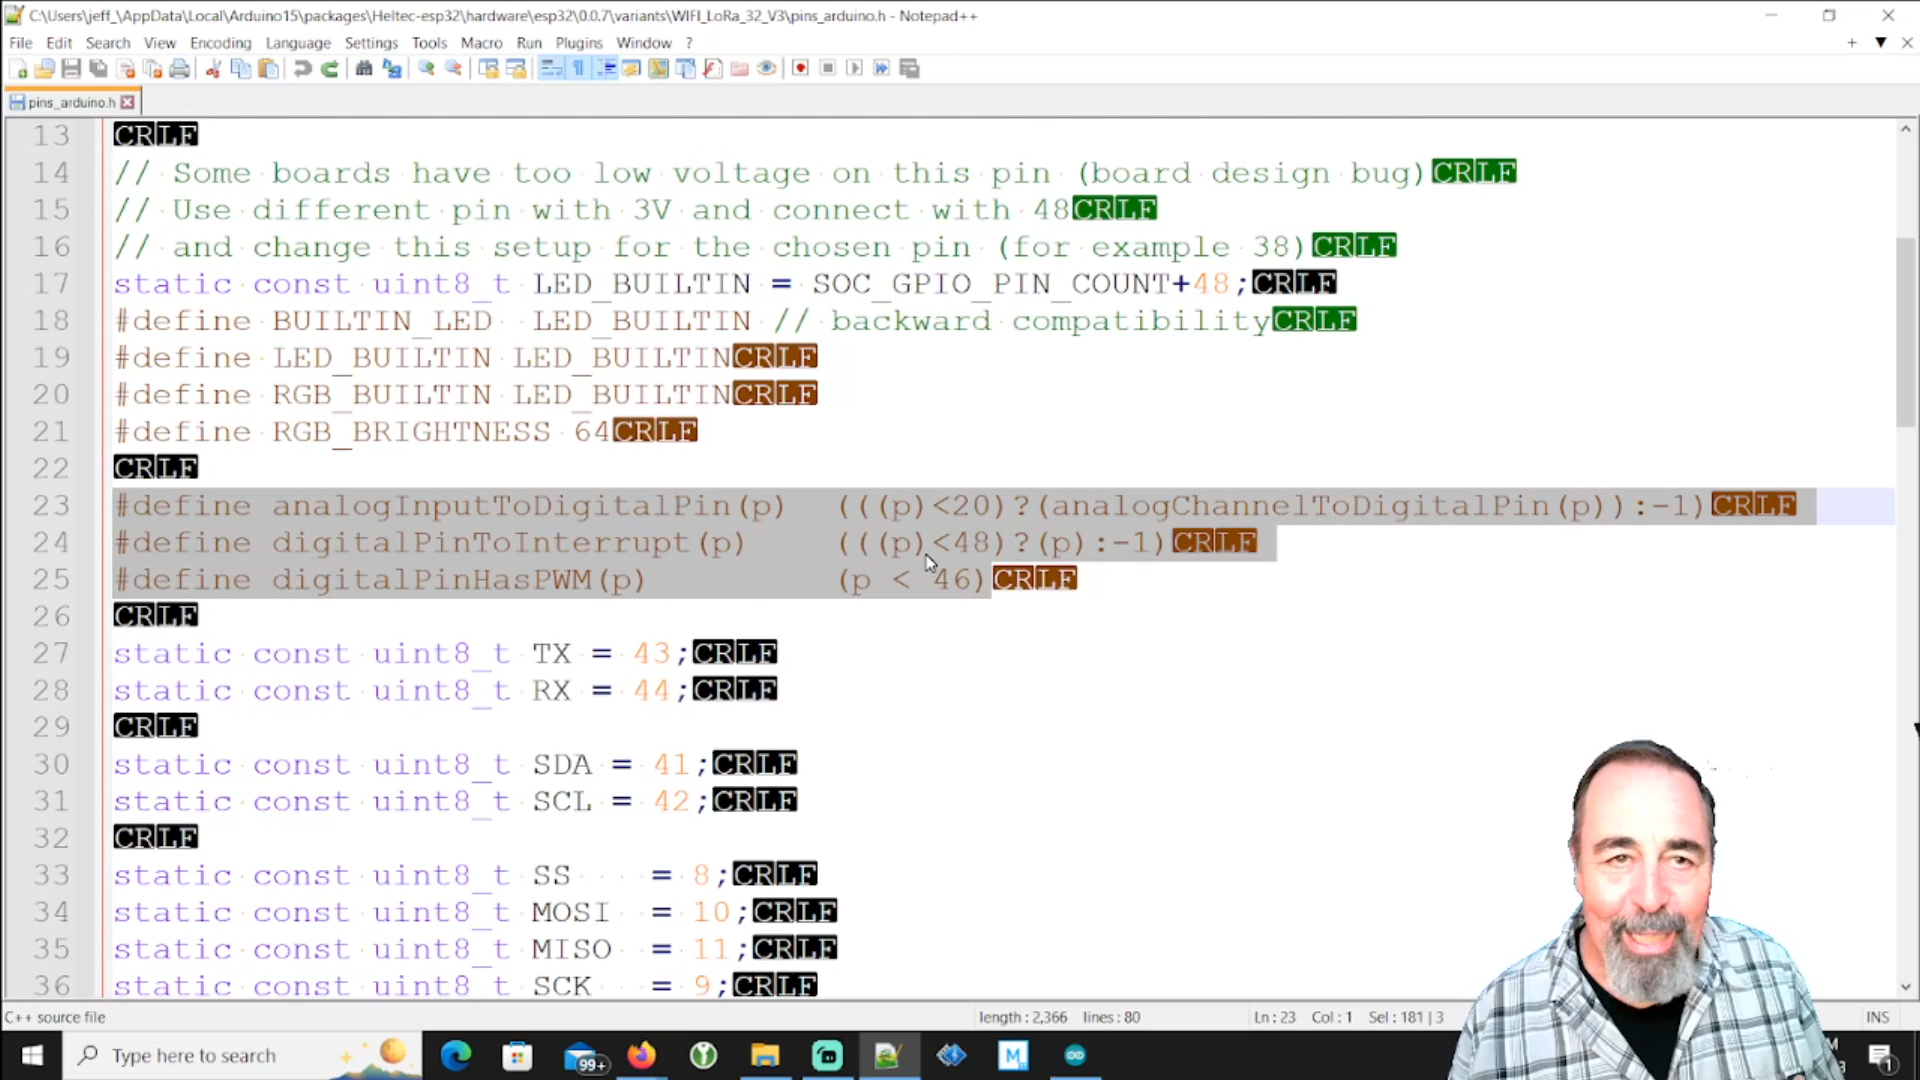 C:\Users\jeff_\AppData\Local\Arduino15\packages\Heltec-esp32\hardware\esp32\0.0.7\variants\WIFI_LoRa_32_V3\pins_arduino.h - Notepad++
File Edit Search View Encoding Language Settings Tools Macro Run Plugins Window ?
pins_arduino.h
13 CRLF
14 // Some boards have too low voltage on this pin (board design bug)CRLF
15 // Use different pin with 3V and connect with 48CRLF
16 // and change this setup for the chosen pin (for example 38)CRLF
17 static const uint8_t LED_BUILTIN = SOC_GPIO_PIN_COUNT+48;CRLF
18 #define BUILTIN_LED  LED_BUILTIN // backward compatibilityCRLF
19 #define LED_BUILTIN LED_BUILTINCRLF
20 #define RGB_BUILTIN LED_BUILTINCRLF
21 #define RGB_BRIGHTNESS 64CRLF
22 CRLF
23 #define analogInputToDigitalPin(p)  (((p)<20)?(analogChannelToDigitalPin(p)):-1)CRLF
24 #define digitalPinToInterrupt(p)    (((p)<48)?(p):-1)CRLF
25 #define digitalPinHasPWM(p)         (p < 46)CRLF
26 CRLF
27 static const uint8_t TX = 43;CRLF
28 static const uint8_t RX = 44;CRLF
29 CRLF
30 static const uint8_t SDA = 41;CRLF
31 static const uint8_t SCL = 42;CRLF
32 CRLF
33 static const uint8_t SS    = 8;CRLF
34 static const uint8_t MOSI  = 10;CRLF
35 static const uint8_t MISO  = 11;CRLF
36 static const uint8_t SCK   = 9;CRLF
C++ source file length : 2,366 lines : 80 Ln : 23 Col : 1 Sel : 181 | 3 INS
Type here to search 99+ M 1